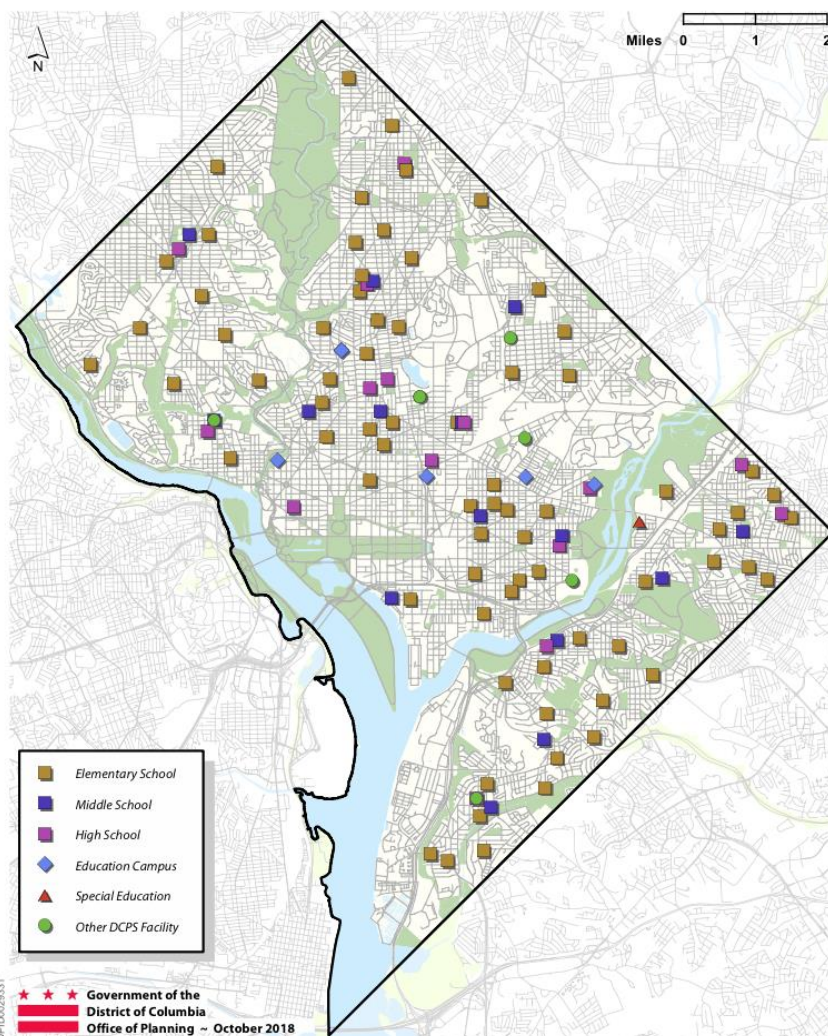 Miles 0 1 2
N
Elementary School
Middle School
High School
Education Campus
Special Education
Other DCPS Facility
Government of the
District of Columbia
Office of Planning ~ October 2018